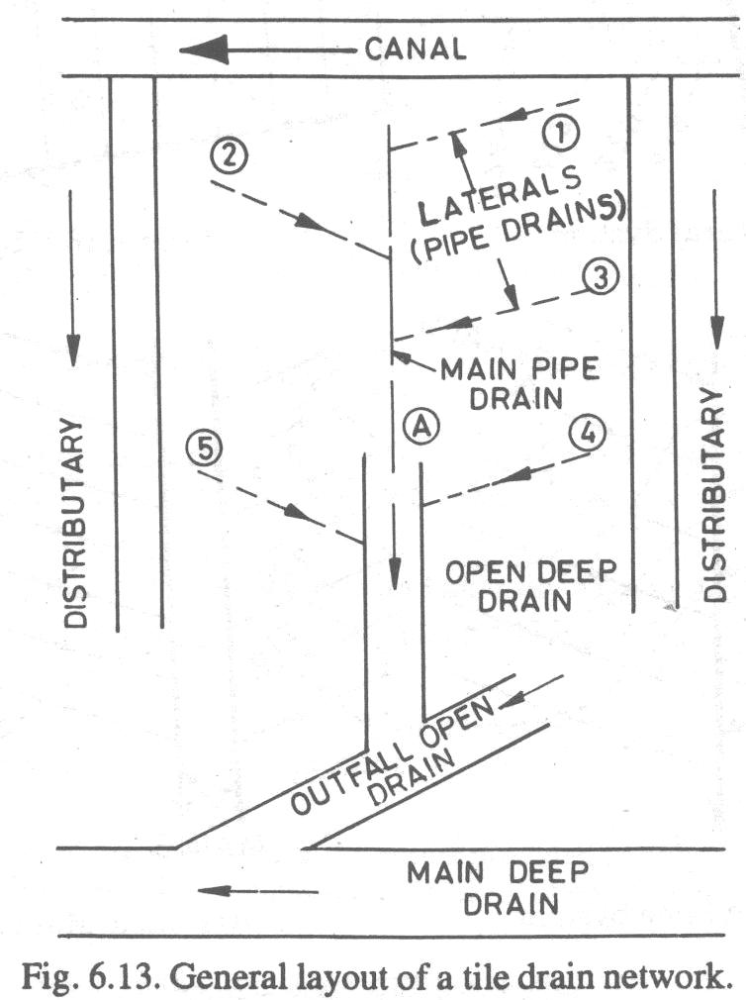 CANAL
①
②
LATERALS
(PIPE DRAINS)
③
MAIN PIPE
DRAIN
Ⓐ
④
⑤
DISTRIBUTARY
DISTRIBUTARY
OPEN DEEP
DRAIN
OUTFALL OPEN
DRAIN
MAIN DEEP
DRAIN
Fig. 6.13. General layout of a tile drain network.